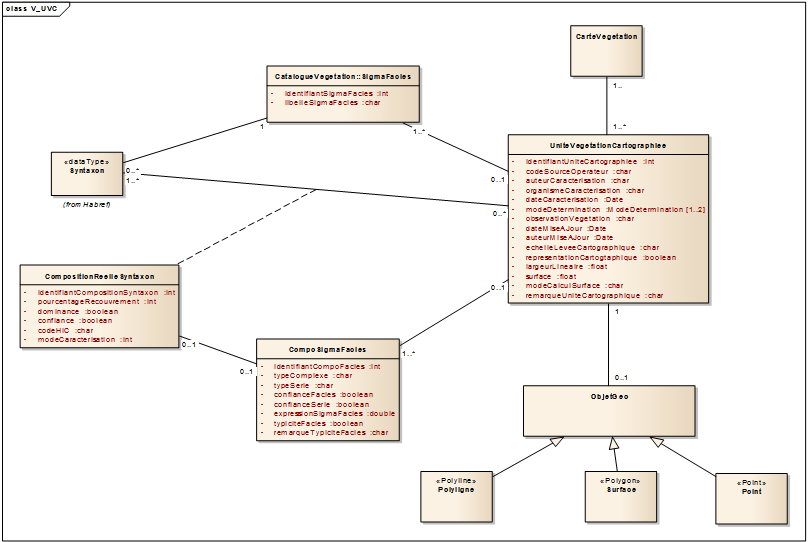 class V_UVC
CarteVegetation
1..
1..*
CatalogueVegetation::SigmaFacies
- identifiantSigmaFacies :int
- libelleSigmaFacies :char
1
1..*
0..1
«dataType»
Syntaxon
(from Habref)
0..*
1..*
0..*
UniteVegetationCartographiee
- identifiantUniteCartographiee :int
- codeSourceOperateur :char
- auteurCaracterisation :char
- organismeCaracterisation :char
- dateCaracterisation :Date
- modeDetermination :ModeDetermination [1..2]
- observationVegetation :char
- dateMiseAJour :Date
- auteurMiseAJour :Date
- echelleLeveeCartographique :char
- representationCartogtaphique :boolean
- largeurLineaire :float
- surface :float
- modeCalculSurface :char
- remarqueUniteCartographique :char
0..1
1
CompositionReelleSyntaxon
- identifiantCompositionSyntaxon :int
- pourcentageRecouvrement :int
- dominance :boolean
- confiance :boolean
- codeHIC :char
- modeCaracterisation :int
0..1
0..1
1..*
CompoSigmaFacies
- identifiantCompoFacies :int
- typeComplexe :char
- typeSerie :char
- confianceFacies :boolean
- confianceSerie :boolean
- expressionSigmaFacies :double
- typiciteFacies :boolean
- remarqueTypiciteFacies :char
0..1
ObjetGeo
«Polyline»
Polyligne
«Polygon»
Surface
«Point»
Point